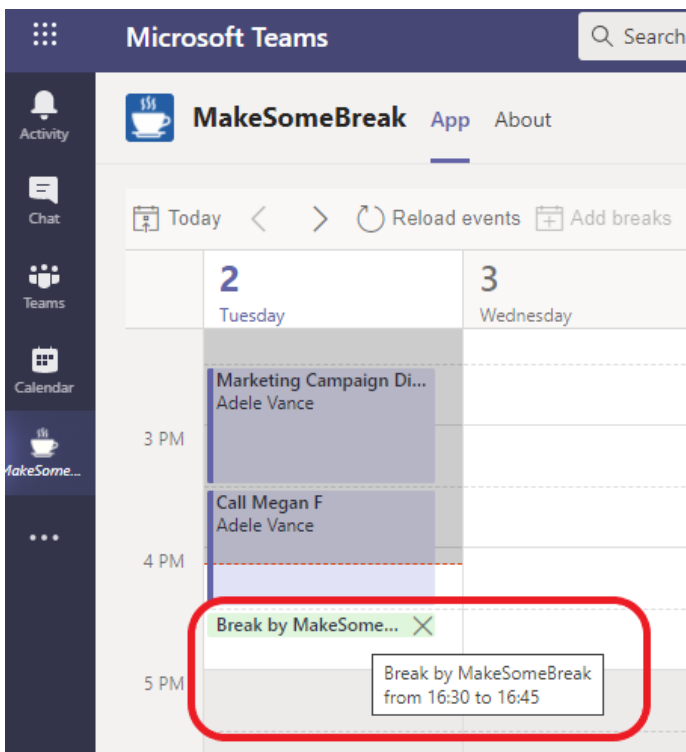 Microsoft Teams
Search
Activity
Chat
Teams
Calendar
MakeSome...
MakeSomeBreak App About
Today Reload events Add breaks
2
Tuesday
3
Wednesday
Marketing Campaign Di...
Adele Vance
3 PM
Call Megan F
Adele Vance
4 PM
Break by MakeSome...
Break by MakeSomeBreak
from 16:30 to 16:45
5 PM